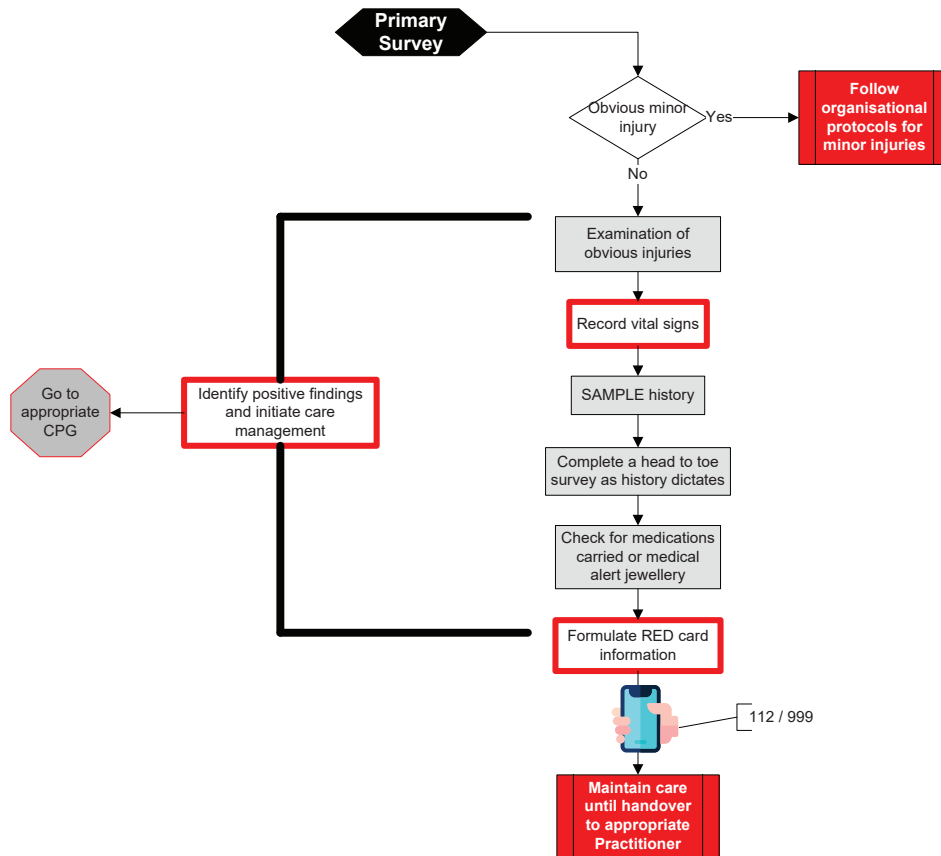 Primary
Survey
Obvious minor
injury
Yes
Follow
organisational
protocols for
minor injuries
No
Examination of
obvious injuries
Record vital signs
SAMPLE history
Go to
appropriate
CPG
Identify positive findings
and initiate care
management
Complete a head to toe
survey as history dictates
Check for medications
carried or medical
alert jewellery
Formulate RED card
information
112 / 999
Maintain care
until handover
to appropriate
Practitioner